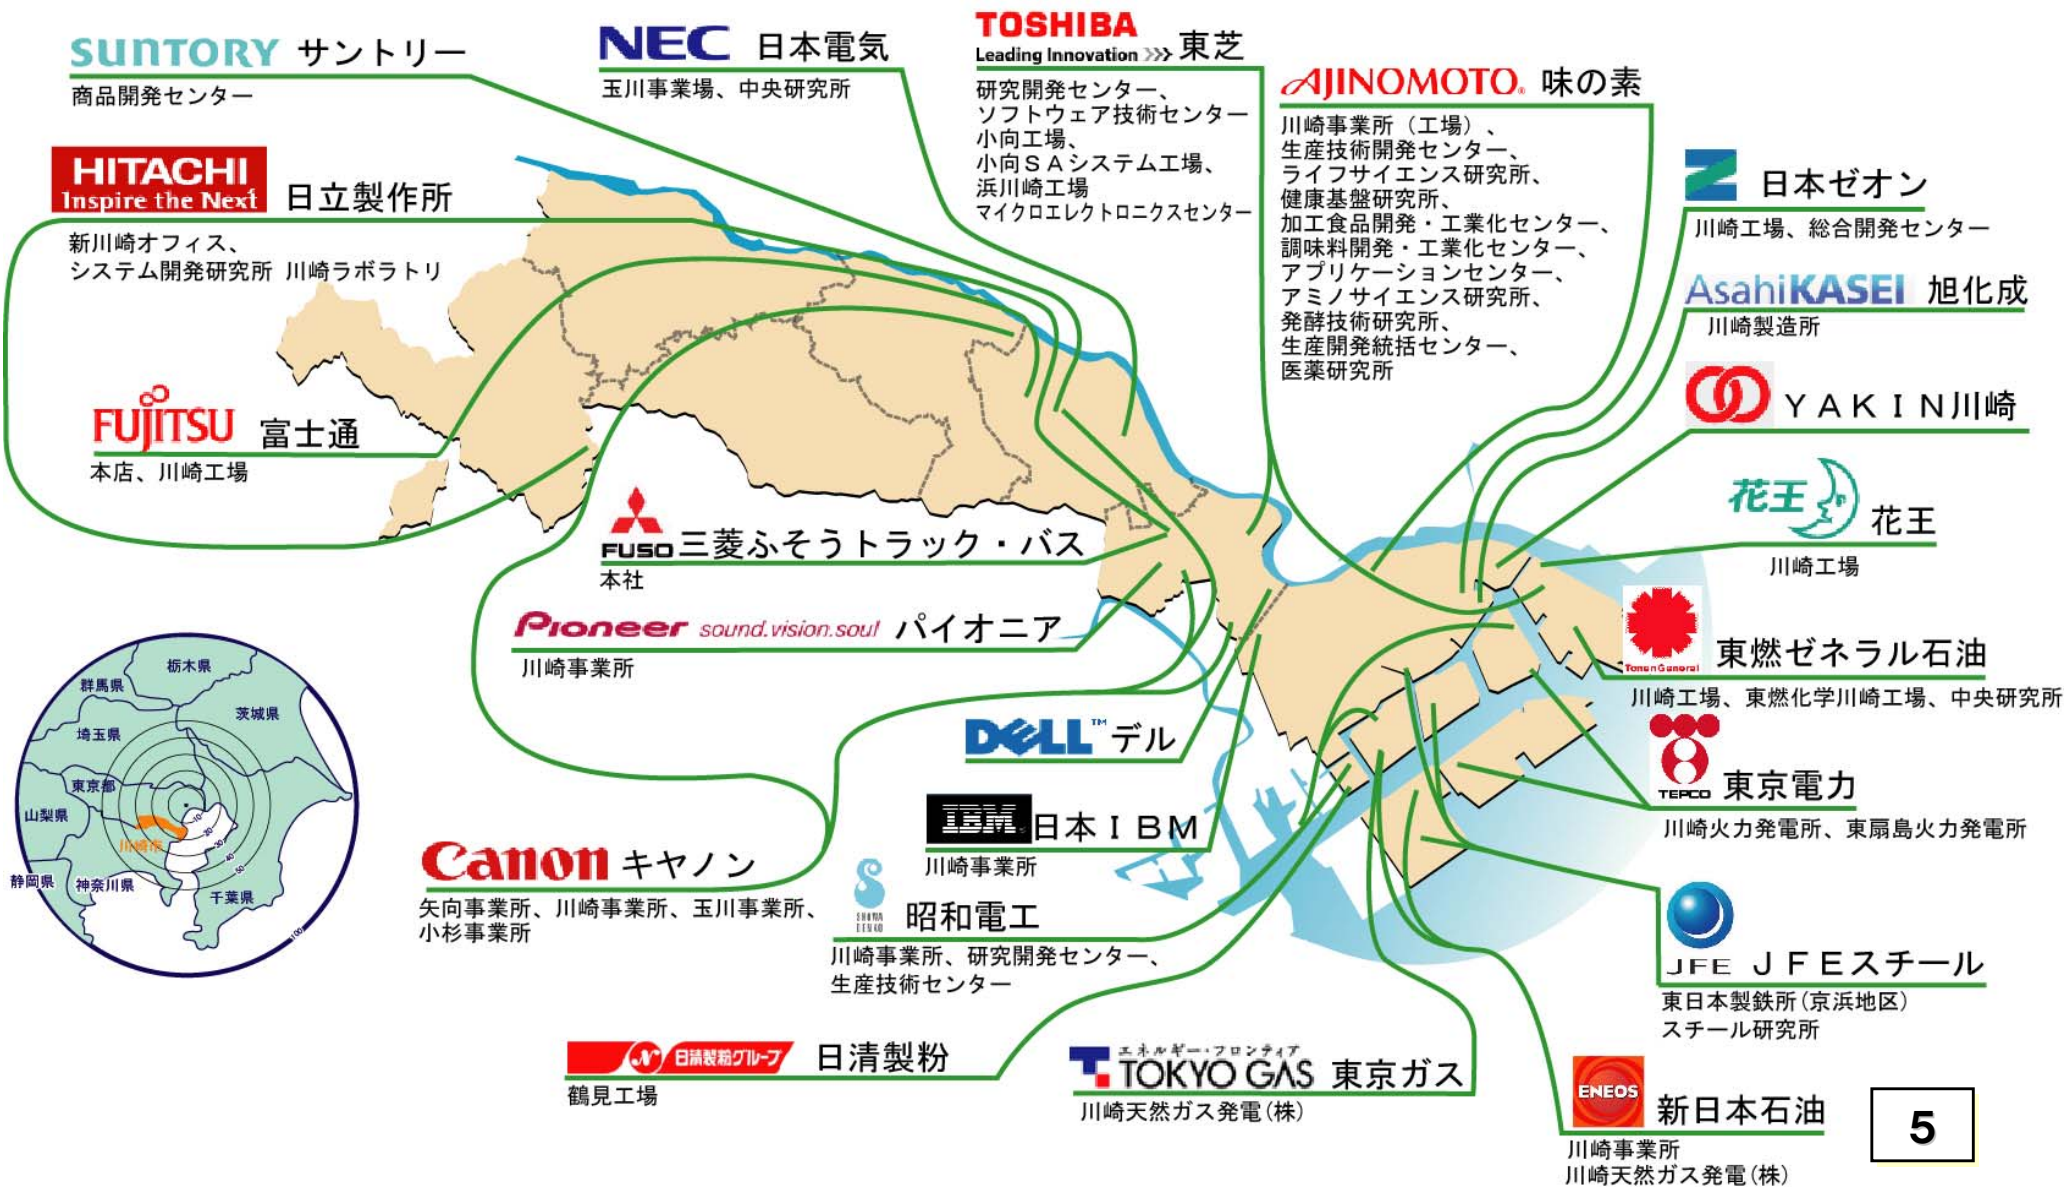 SUNTORY サントリー
商品開発センター
HITACHI
Inspire the Next
日立製作所
新川崎オフィス、
システム開発研究所 川崎ラボラトリ
FUJITSU 富士通
本店、川崎工場
NEC 日本電気
玉川事業場、中央研究所
TOSHIBA
Leading Innovation >>> 東芝
研究開発センター、
ソフトウェア技術センター
小向工場、
小向ＳＡシステム工場、
浜川崎工場
マイクロエレクトロニクスセンター
AJINOMOTO® 味の素
川崎事業所（工場）、
生産技術開発センター、
ライフサイエンス研究所、
健康基盤研究所、
加工食品開発・工業化センター、
調味料開発・工業化センター、
アプリケーションセンター、
アミノサイエンス研究所、
発酵技術研究所、
生産開発統括センター、
医薬研究所
日本ゼオン
川崎工場、総合開発センター
AsahiKASEI 旭化成
川崎製造所
ＹＡＫＩＮ川崎
花王 花王
川崎工場
TonenGeneral
東燃ゼネラル石油
川崎工場、東燃化学川崎工場、中央研究所
TEPCO 東京電力
川崎火力発電所、東扇島火力発電所
JFE ＪＦＥスチール
東日本製鉄所(京浜地区)
スチール研究所
ENEOS
新日本石油
川崎事業所
川崎天然ガス発電(株)
FUSO 三菱ふそうトラック・バス
本社
Pioneer sound.vision.soul パイオニア
川崎事業所
DELL™ デル
IBM® 日本ＩＢＭ
川崎事業所
Canon キヤノン
矢向事業所、川崎事業所、玉川事業所、
小杉事業所
SHOWA
DENKO
昭和電工
川崎事業所、研究開発センター、
生産技術センター
日清製粉グループ 日清製粉
鶴見工場
エネルギー・フロンティア
TOKYO GAS 東京ガス
川崎天然ガス発電(株)
栃木県
群馬県
茨城県
埼玉県
東京都
山梨県
川崎市
静岡県
神奈川県
千葉県
10
20
30
40
50
100
5